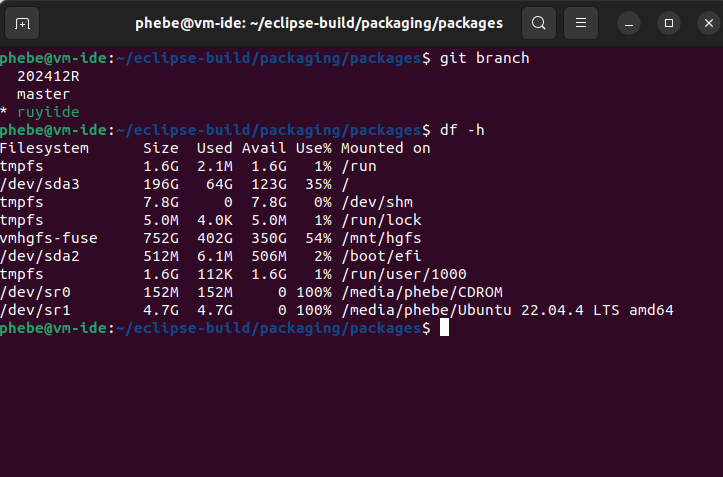 phebe@vm-ide: ~/eclipse-build/packaging/packages
phebe@vm-ide:~/eclipse-build/packaging/packages$ git branch
  202412R
  master
* ruyiide
phebe@vm-ide:~/eclipse-build/packaging/packages$ df -h
Filesystem      Size  Used Avail Use% Mounted on
tmpfs           1.6G  2.1M  1.6G   1% /run
/dev/sda3       196G   64G  123G  35% /
tmpfs           7.8G     0  7.8G   0% /dev/shm
tmpfs           5.0M  4.0K  5.0M   1% /run/lock
vmhgfs-fuse     752G  402G  350G  54% /mnt/hgfs
/dev/sda2       512M  6.1M  506M   2% /boot/efi
tmpfs           1.6G  112K  1.6G   1% /run/user/1000
/dev/sr0        152M  152M     0 100% /media/phebe/CDROM
/dev/sr1        4.7G  4.7G     0 100% /media/phebe/Ubuntu 22.04.4 LTS amd64
phebe@vm-ide:~/eclipse-build/packaging/packages$